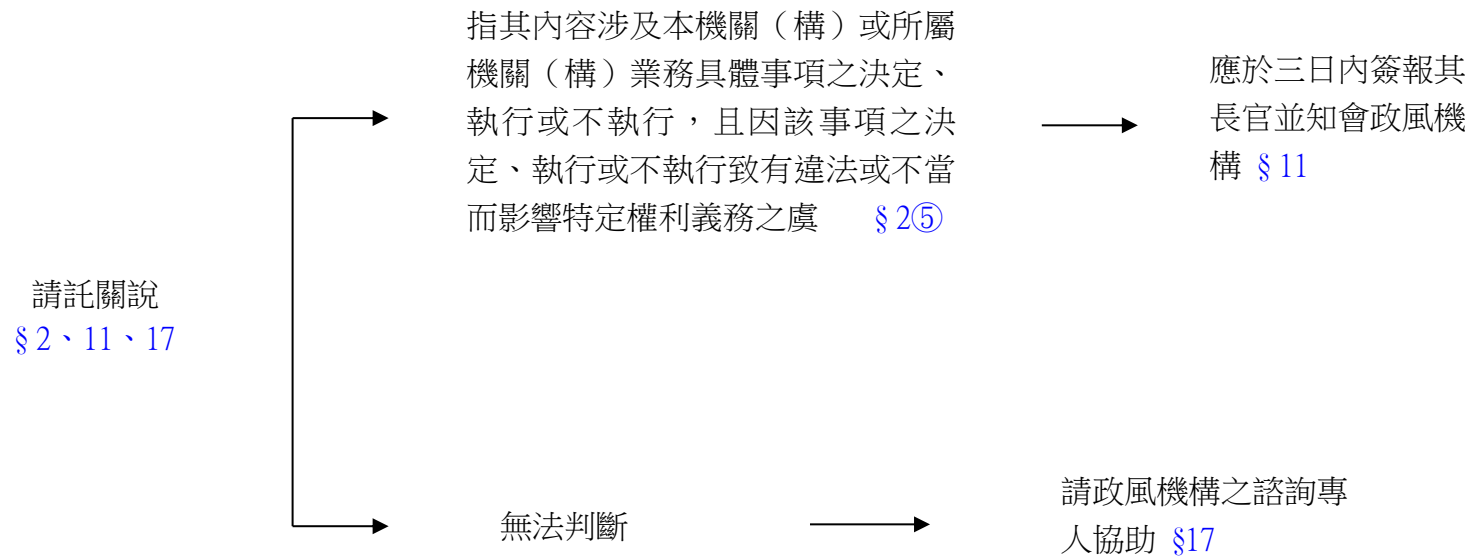 指其內容涉及本機關（構）或所屬
機關（構）業務具體事項之決定、
執行或不執行，且因該事項之決
定、執行或不執行致有違法或不當
而影響特定權利義務之虞 §2⑤
應於三日內簽報其
長官並知會政風機
構 §11
請託關說
§2、11、17
無法判斷
請政風機構之諮詢專
人協助 §17